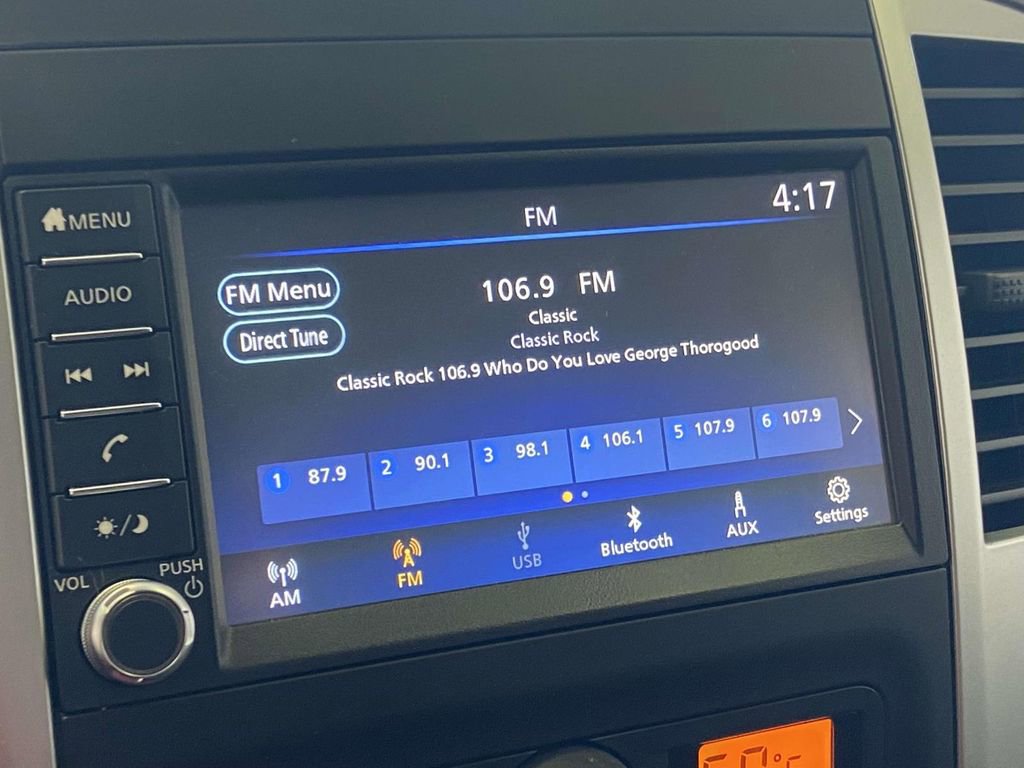 MENU
AUDIO
VOL
PUSH
FM
4:17
FM Menu
Direct Tune
106.9 FM
Classic
Classic Rock
Classic Rock 106.9 Who Do You Love George Thorogood
1 87.9
2 90.1
3 98.1
4 106.1
5 107.9
6 107.9
AM
FM
USB
Bluetooth
AUX
Settings